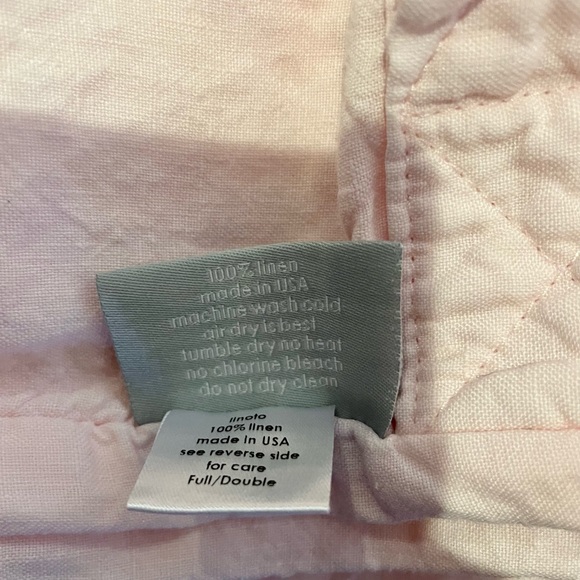 100% linen
made in USA
machine wash cold
air dry is best
tumble dry no heat
no chlorine bleach
do not dry clean
linoto
100% linen
made in USA
see reverse side
for care
Full/Double